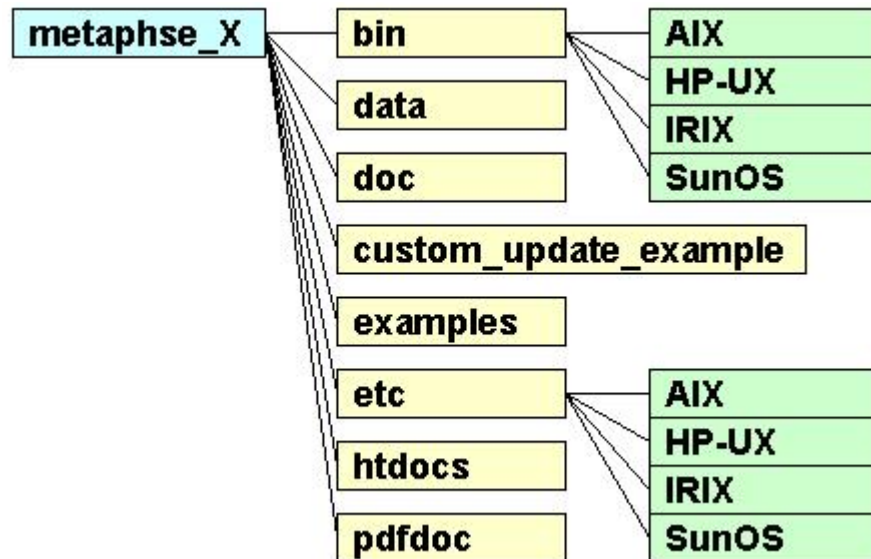 metaphse_X
bin
AIX
HP-UX
IRIX
SunOS
data
doc
custom_update_example
examples
etc
AIX
HP-UX
IRIX
SunOS
htdocs
pdfdoc